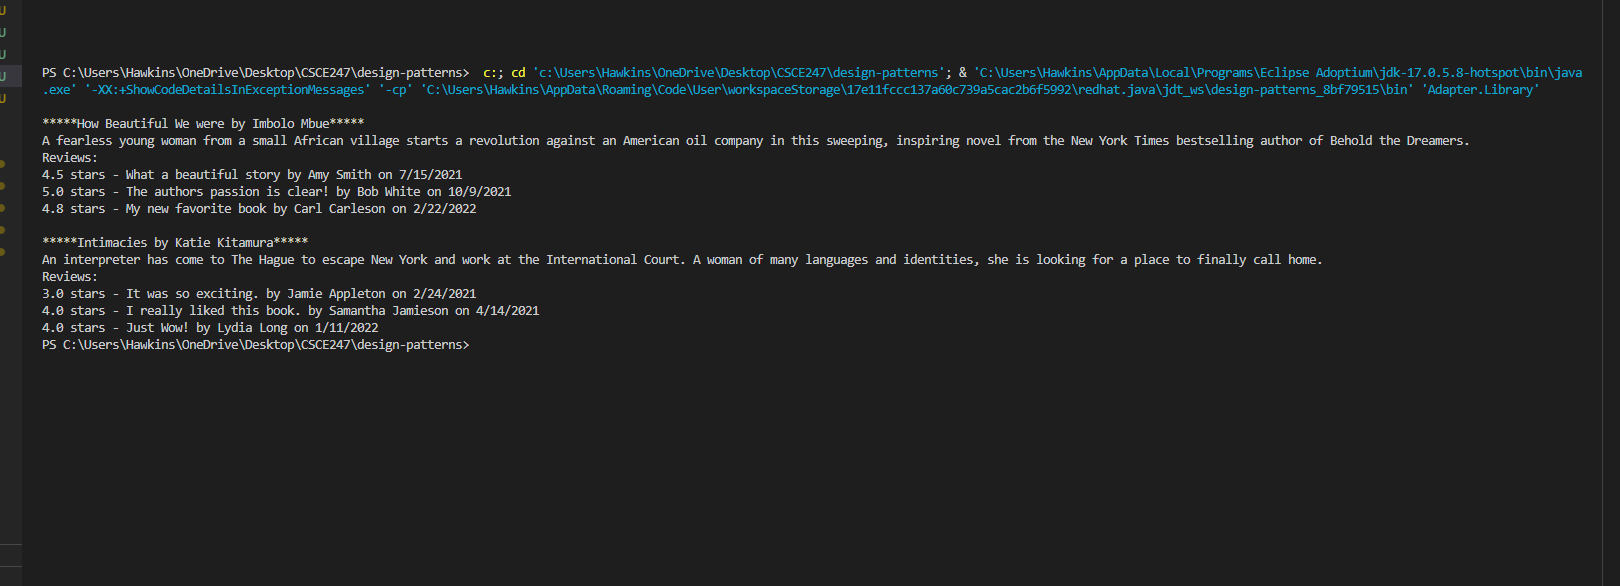 U
U
U
U
U
PS C:\Users\Hawkins\OneDrive\Desktop\CSCE247\design-patterns>  c:; cd 'c:\Users\Hawkins\OneDrive\Desktop\CSCE247\design-patterns'; & 'C:\Users\Hawkins\AppData\Local\Programs\Eclipse Adoptium\jdk-17.0.5.8-hotspot\bin\java
.exe' '-XX:+ShowCodeDetailsInExceptionMessages' '-cp' 'C:\Users\Hawkins\AppData\Roaming\Code\User\workspaceStorage\17e11fccc137a60c739a5cac2b6f5992\redhat.java\jdt_ws\design-patterns_8bf79515\bin' 'Adapter.Library'
*****How Beautiful We were by Imbolo Mbue*****
A fearless young woman from a small African village starts a revolution against an American oil company in this sweeping, inspiring novel from the New York Times bestselling author of Behold the Dreamers.
Reviews:
4.5 stars - What a beautiful story by Amy Smith on 7/15/2021
5.0 stars - The authors passion is clear! by Bob White on 10/9/2021
4.8 stars - My new favorite book by Carl Carleson on 2/22/2022
*****Intimacies by Katie Kitamura*****
An interpreter has come to The Hague to escape New York and work at the International Court. A woman of many languages and identities, she is looking for a place to finally call home.
Reviews:
3.0 stars - It was so exciting. by Jamie Appleton on 2/24/2021
4.0 stars - I really liked this book. by Samantha Jamieson on 4/14/2021
4.0 stars - Just Wow! by Lydia Long on 1/11/2022
PS C:\Users\Hawkins\OneDrive\Desktop\CSCE247\design-patterns>